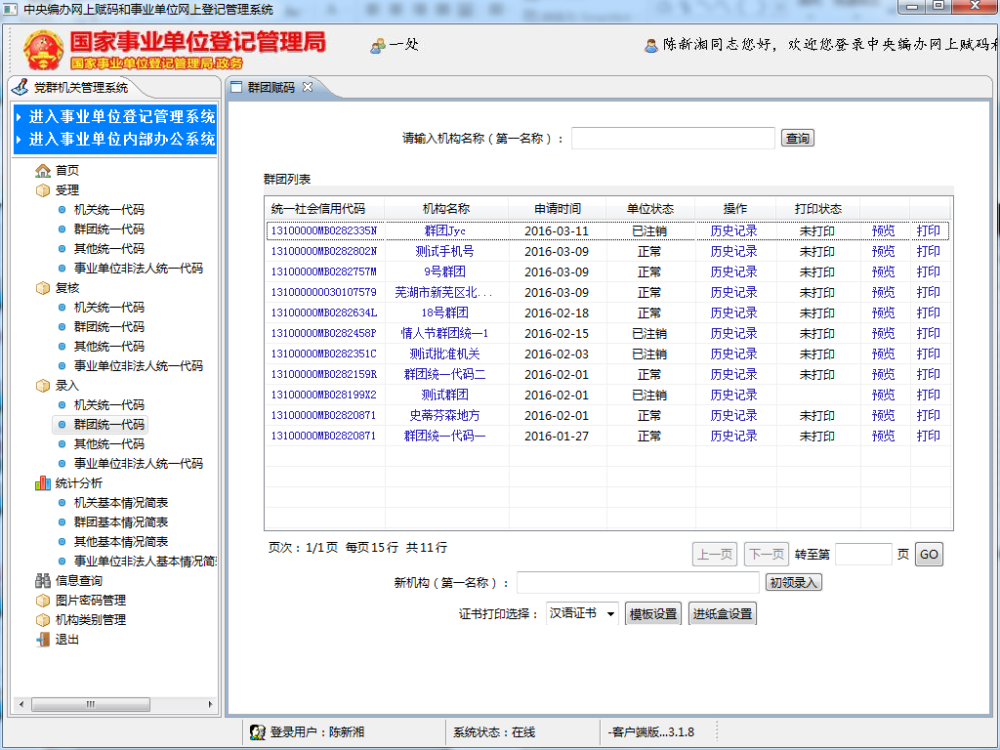 中央编办网上赋码和事业单位网上登记管理系统
国家事业单位登记管理局
国家事业单位登记管理局·政务
一处
陈新湘同志您好，欢迎您登录中央编办网上赋码
党群机关管理系统
群团赋码
进入事业单位登记管理系统
进入事业单位内部办公系统
首页
受理
机关统一代码
群团统一代码
其他统一代码
事业单位非法人统一代码
复核
机关统一代码
群团统一代码
其他统一代码
事业单位非法人统一代码
录入
机关统一代码
群团统一代码
其他统一代码
事业单位非法人统一代码
统计分析
机关基本情况简表
群团基本情况简表
其他基本情况简表
事业单位非法人基本情况简
信息查询
图片密码管理
机构类别管理
退出
请输入机构名称（第一名称）： 查询
群团列表
统一社会信用代码 机构名称 申请时间 单位状态 操作 打印状态
13100000MB0282335N 群团Jyc 2016-03-11 已注销 历史记录 未打印 预览 打印
13100000MB0282802N 测试手机号 2016-03-09 正常 历史记录 未打印 预览 打印
13100000MB0282757M 9号群团 2016-03-09 正常 历史记录 未打印 预览 打印
131000000030107579 芜湖市新芜区北... 2016-03-09 正常 历史记录 未打印 预览 打印
13100000MB0282634L 18号群团 2016-02-18 正常 历史记录 未打印 预览 打印
13100000MB0282458P 情人节群团统一1 2016-02-15 已注销 历史记录 未打印 预览 打印
13100000MB0282351C 测试批准机关 2016-02-03 已注销 历史记录 未打印 预览 打印
13100000MB0282159R 群团统一代码二 2016-02-01 正常 历史记录 未打印 预览 打印
13100000MB028199X2 测试群团 2016-02-01 已注销 历史记录 预览 打印
13100000MB02820871 史蒂芬森地方 2016-02-01 正常 历史记录 未打印 预览 打印
13100000MB02820871 群团统一代码一 2016-01-27 正常 历史记录 未打印 预览 打印
页次：1/1页 每页15行 共11行 上一页 下一页 转至第 页 GO
新机构（第一名称）： 初领录入
证书打印选择： 汉语证书 模板设置 进纸盒设置
登录用户：陈新湘 系统状态：在线 -客户端版...3.1.8